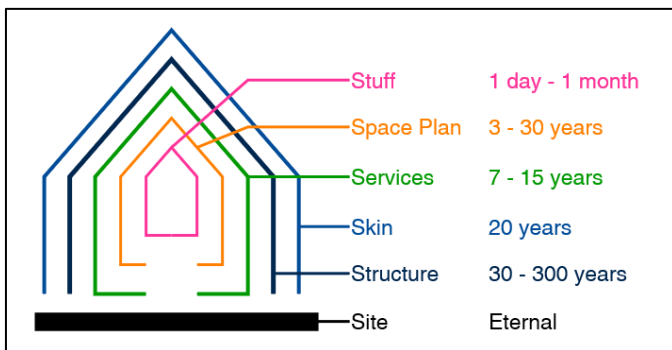 Stuff 1 day - 1 month
Space Plan 3 - 30 years
Services 7 - 15 years
Skin 20 years
Structure 30 - 300 years
Site Eternal